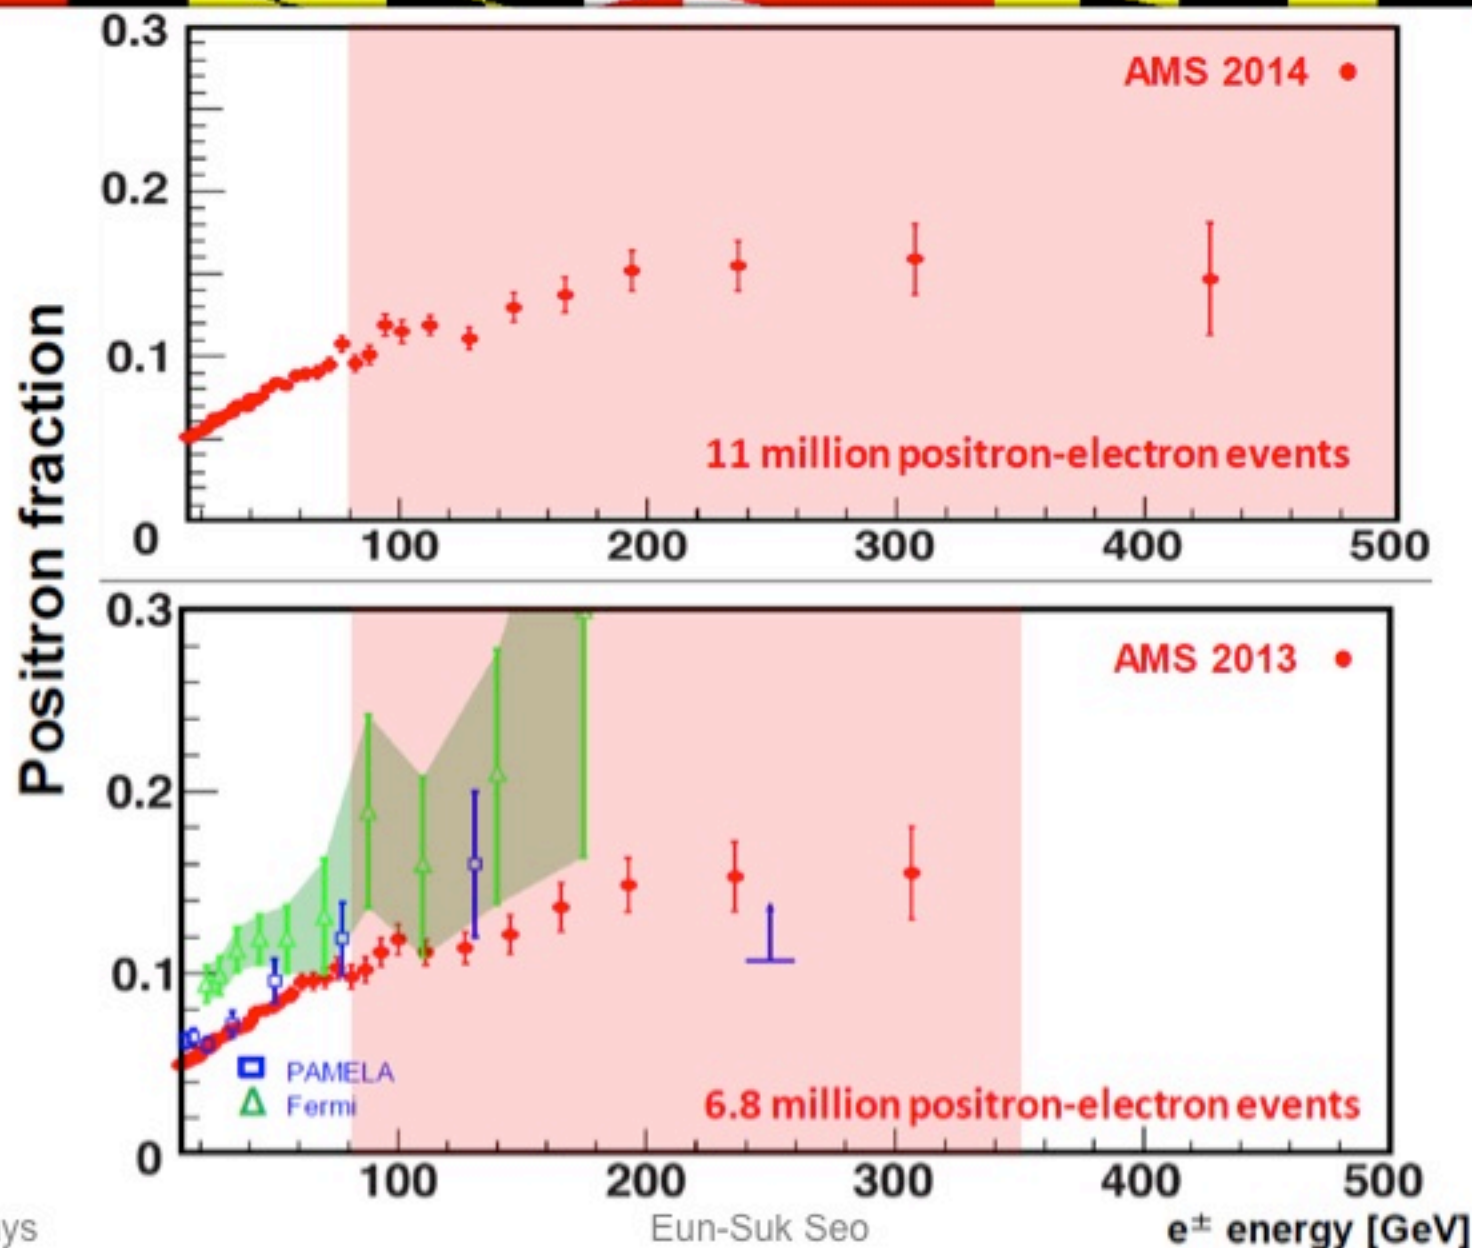 Positron fraction
0.3
0.2
0.1
0
AMS 2014
11 million positron-electron events
100 200 300 400 500
0.3
0.2
0.1
0
AMS 2013
PAMELA
Fermi
6.8 million positron-electron events
100 200 300 400 500
Eun-Suk Seo
e± energy [GeV]